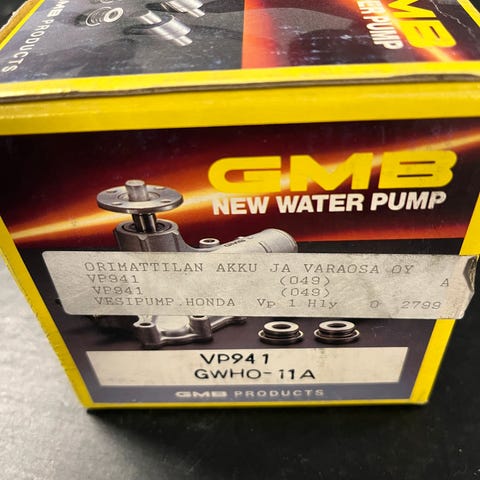 GMB PRODUCTS
GMB
WATER PUMP
GMB
NEW WATER PUMP
ORIMATTILAN AKKU JA VARAOSA OY
VP941 (049) A
VP941 (049)
VESIPUMP.HONDA Vp 1 Hly 0 2799
VP941
GWHO-11A
GMB PRODUCTS